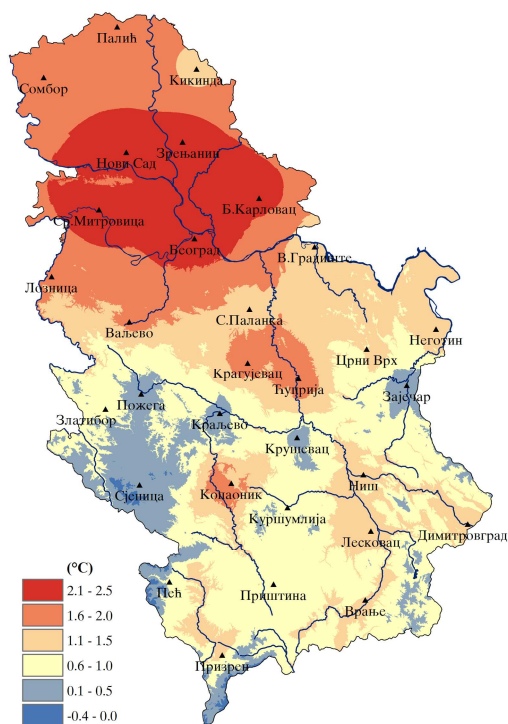 Палић
Кикинда
Сомбор
Зрењанин
Нови Сад
Б.Карловац
Ср.Митровица
Београд
В.Градиште
Лозница
С.Паланка
Ваљево
Неготин
Црни Врх
Крагујевац
Ћуприја
Зајечар
Пожега
Златибор
Краљево
Крушевац
Ниш
Сјеница
Копаоник
Куршумлија
Димитровград
Лесковац
(°C)
2.1 - 2.5
Пећ
Приштина
1.6 - 2.0
Врање
1.1 - 1.5
0.6 - 1.0
Призрен
0.1 - 0.5
-0.4 - 0.0